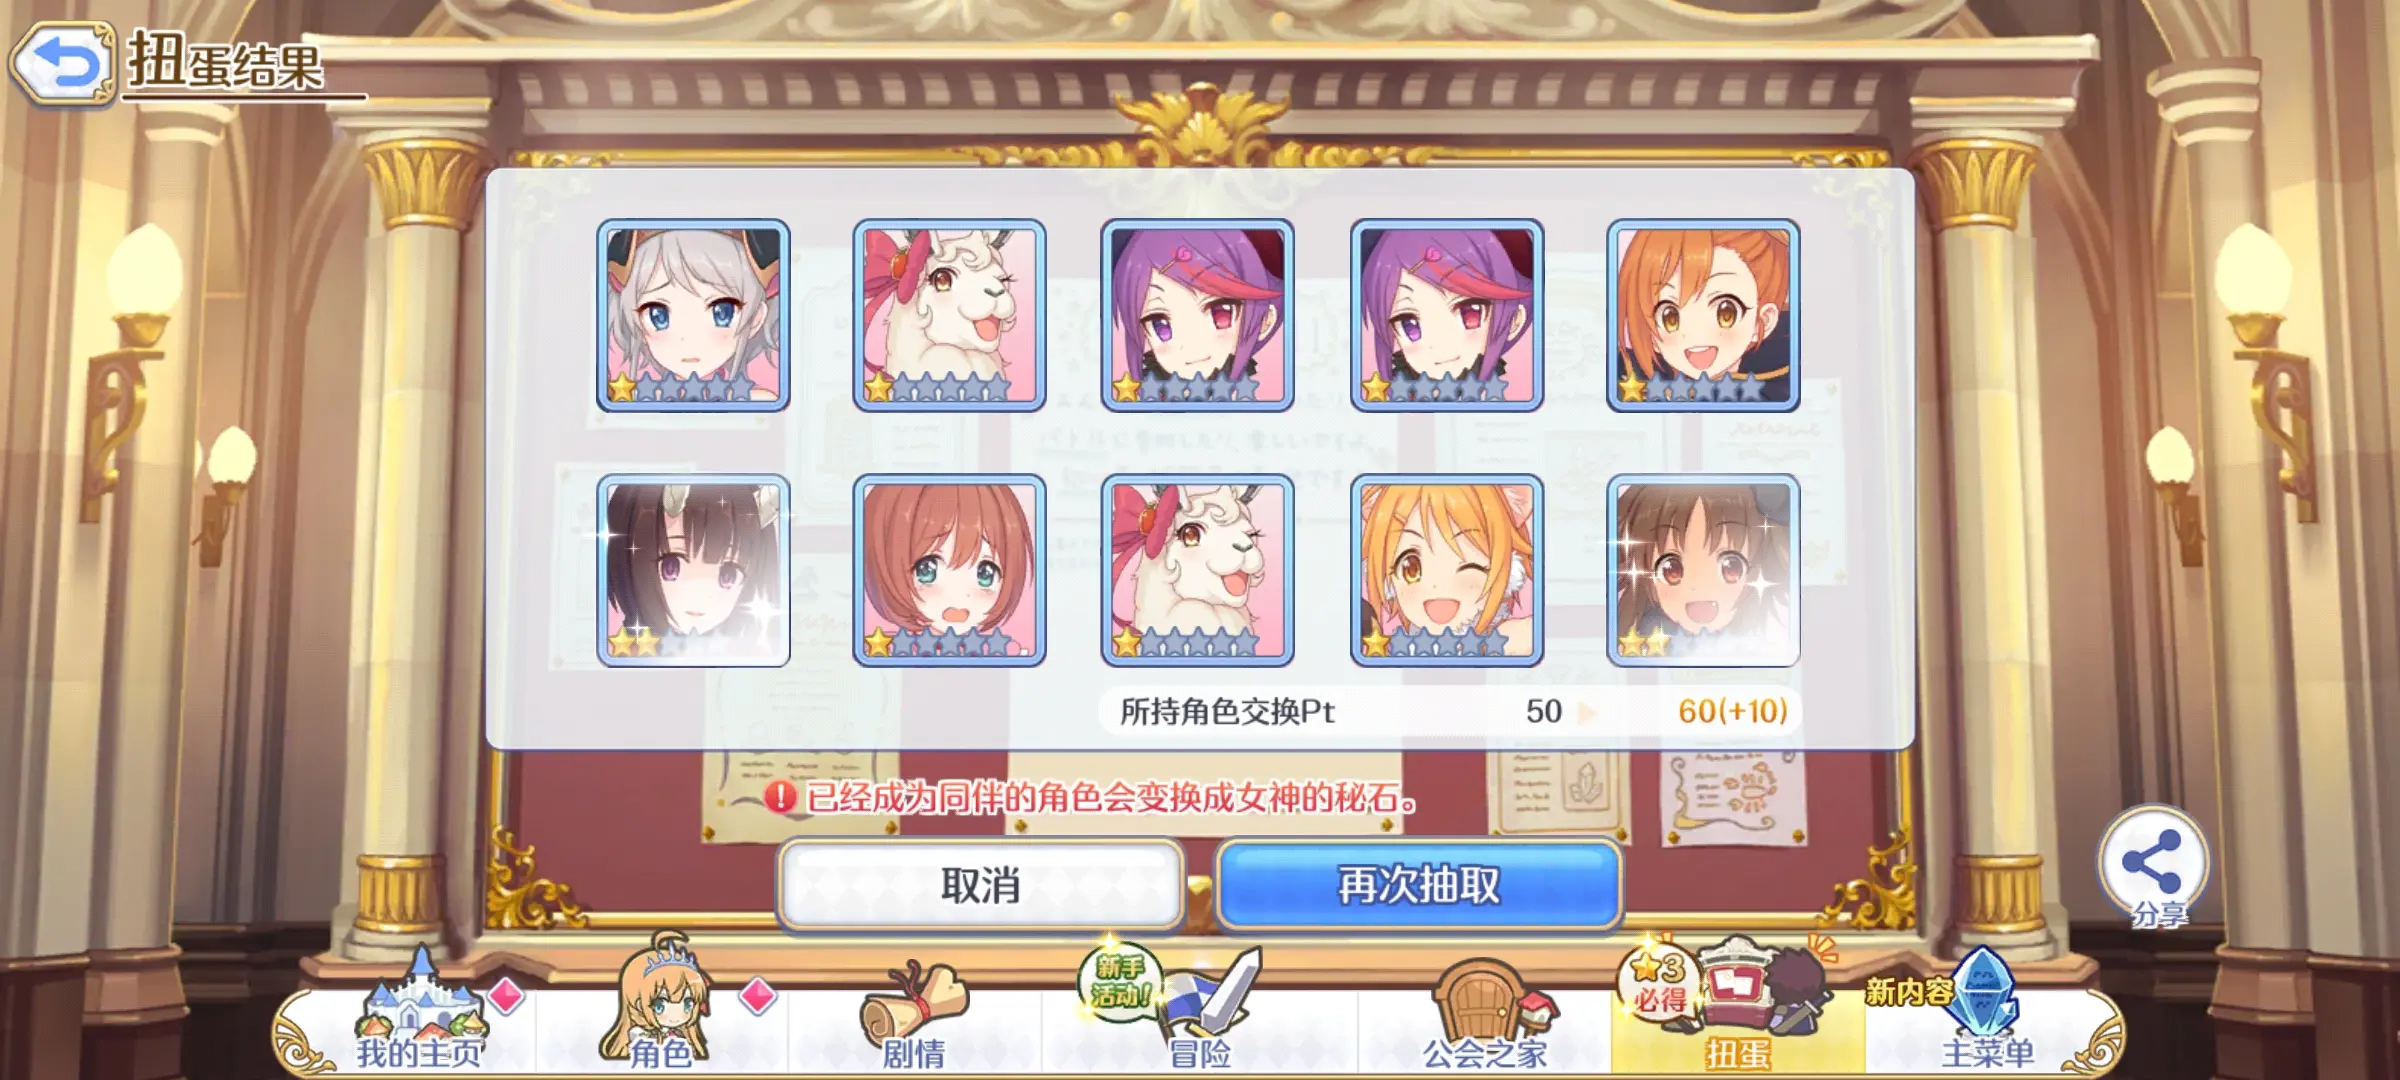 扭蛋结果
所持角色交换Pt 50 60(+10)
已经成为同伴的角色会变换成女神的秘石。
取消
再次抽取
分享
新手
活动!
★3
必得
新内容
我的主页
角色
剧情
冒险
公会之家
扭蛋
主菜单